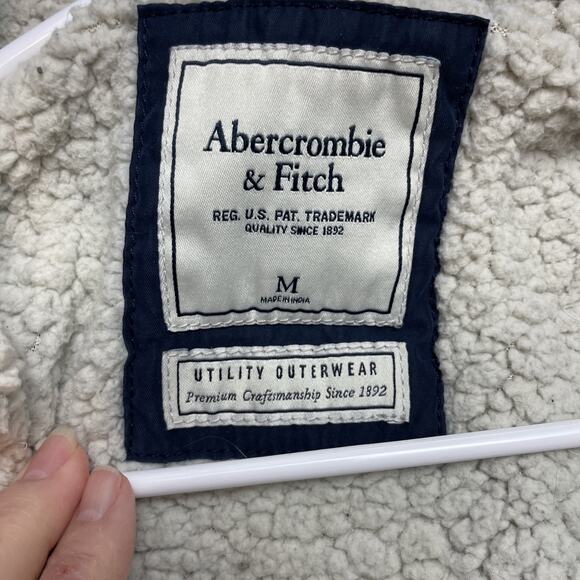 Abercrombie
& Fitch
REG. U.S. PAT. TRADEMARK
QUALITY SINCE 1892
M
MADE IN INDIA
UTILITY OUTERWEAR
Premium Craftsmanship Since 1892